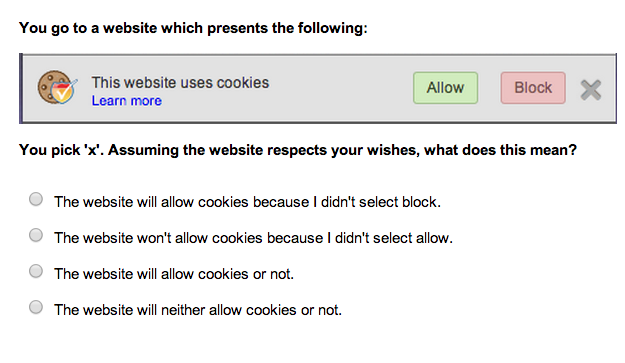 You go to a website which presents the following:
This website uses cookies
Learn more
Allow
Block
You pick 'x'. Assuming the website respects your wishes, what does this mean?
The website will allow cookies because I didn't select block.
The website won't allow cookies because I didn't select allow.
The website will allow cookies or not.
The website will neither allow cookies or not.